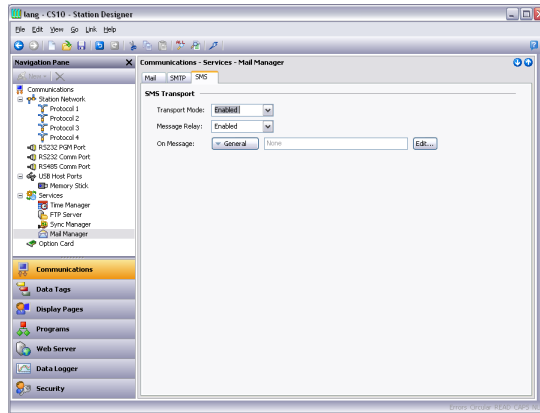 lang - CS10 - Station Designer
File Edit View Go Link Help
Navigation Pane
New
Communications
Station Network
Protocol 1
Protocol 2
Protocol 3
Protocol 4
RS232 PGM Port
RS232 Comm Port
RS485 Comm Port
USB Host Ports
Memory Stick
Services
Time Manager
FTP Server
Sync Manager
Mail Manager
Option Card
Communications
Data Tags
Display Pages
Programs
Web Server
Data Logger
Security
Communications - Services - Mail Manager
Mail SMTP SMS
SMS Transport
Transport Mode: Enabled
Message Relay: Enabled
On Message: General None Edit...
Errors Circular READ CAPS